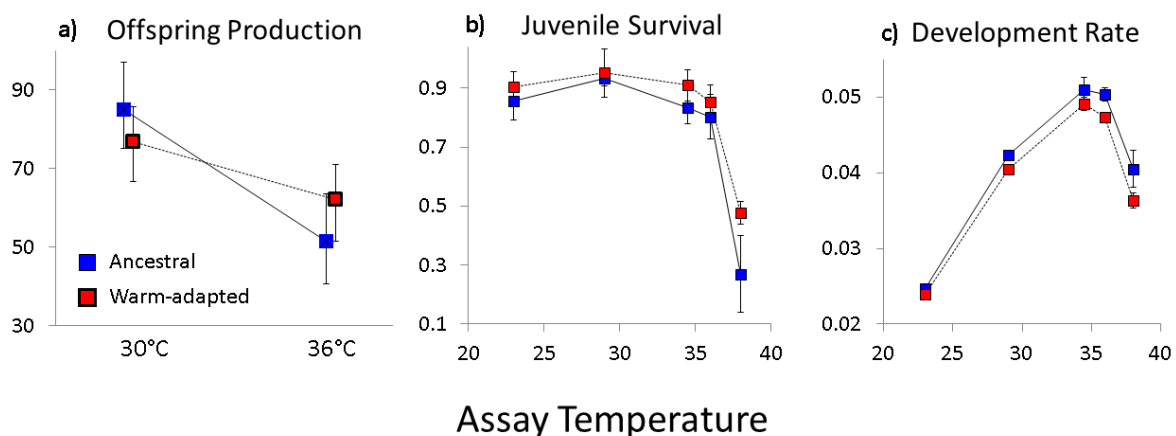 a) Offspring Production
90
70
50
30
Ancestral
Warm-adapted
30°C 36°C
b) Juvenile Survival
0.9
0.7
0.5
0.3
0.1
20 25 30 35 40
c) Development Rate
0.05
0.04
0.03
0.02
20 25 30 35 40
Assay Temperature